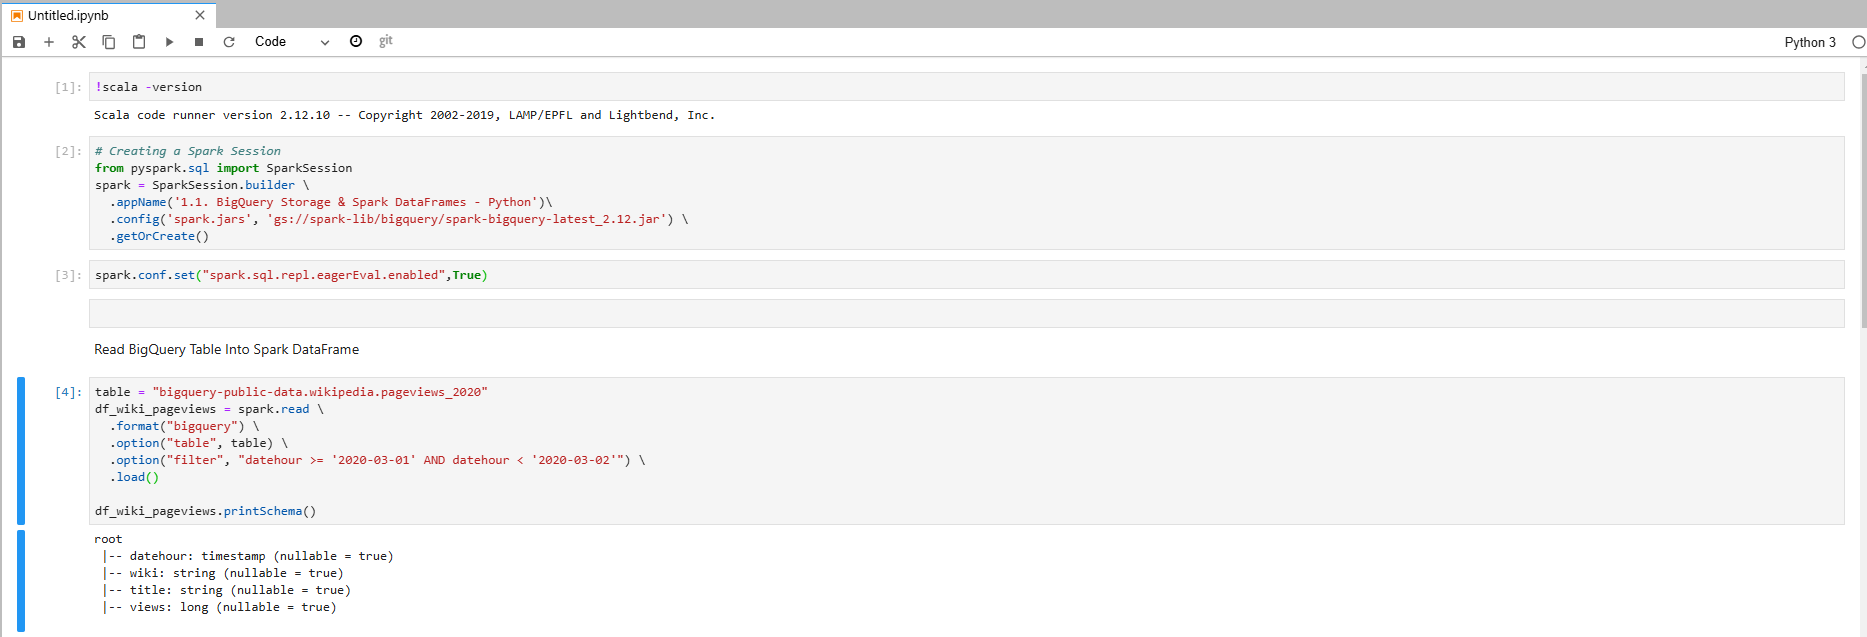 Untitled.ipynb
Code
git
Python 3
[1]: !scala -version
Scala code runner version 2.12.10 -- Copyright 2002-2019, LAMP/EPFL and Lightbend, Inc.
[2]: # Creating a Spark Session
from pyspark.sql import SparkSession
spark = SparkSession.builder \
  .appName('1.1. BigQuery Storage & Spark DataFrames - Python')\
  .config('spark.jars', 'gs://spark-lib/bigquery/spark-bigquery-latest_2.12.jar') \
  .getOrCreate()
[3]: spark.conf.set("spark.sql.repl.eagerEval.enabled",True)
Read BigQuery Table Into Spark DataFrame
[4]: table = "bigquery-public-data.wikipedia.pageviews_2020"
df_wiki_pageviews = spark.read \
  .format("bigquery") \
  .option("table", table) \
  .option("filter", "datehour >= '2020-03-01' AND datehour < '2020-03-02'") \
  .load()
df_wiki_pageviews.printSchema()
root
 |-- datehour: timestamp (nullable = true)
 |-- wiki: string (nullable = true)
 |-- title: string (nullable = true)
 |-- views: long (nullable = true)